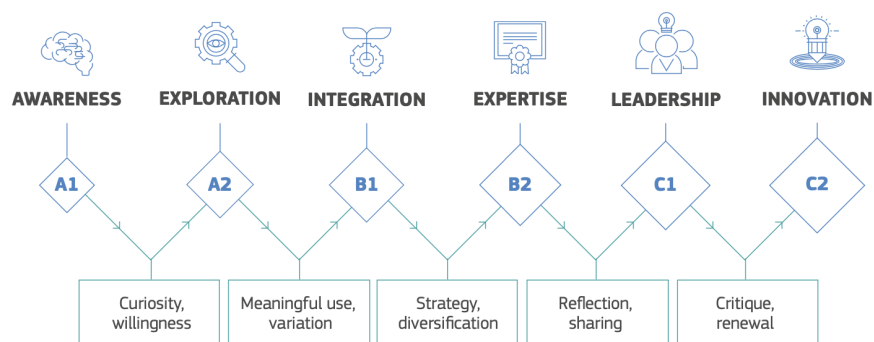 AWARENESS
EXPLORATION
INTEGRATION
EXPERTISE
LEADERSHIP
INNOVATION
A1
A2
B1
B2
C1
C2
Curiosity,
willingness
Meaningful use,
variation
Strategy,
diversification
Reflection,
sharing
Critique,
renewal